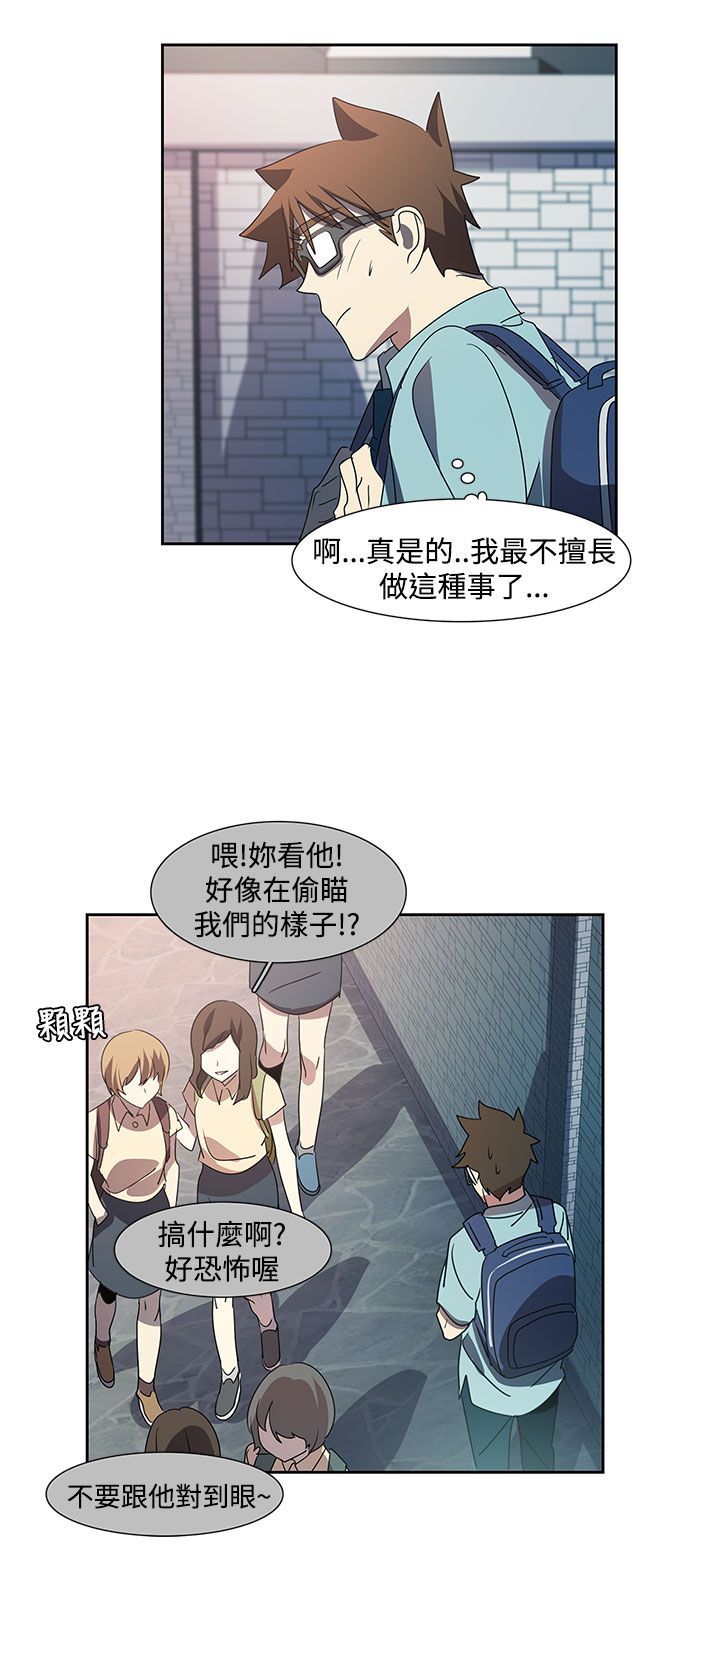 啊...真是的..我最不擅長
做這種事了...
喂!妳看他!
好像在偷瞄
我們的樣子!?
顆顆
搞什麼啊?
好恐怖喔
不要跟他對到眼~